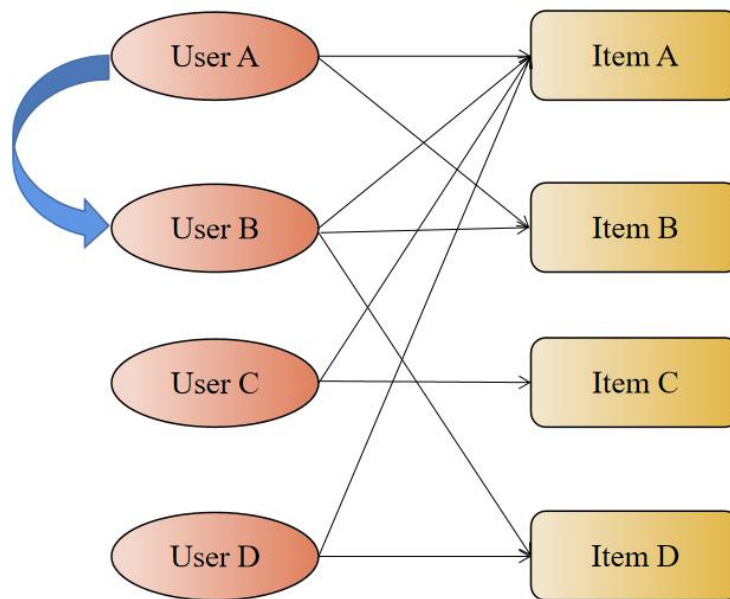 User A
Item A
User B
Item B
User C
Item C
User D
Item D